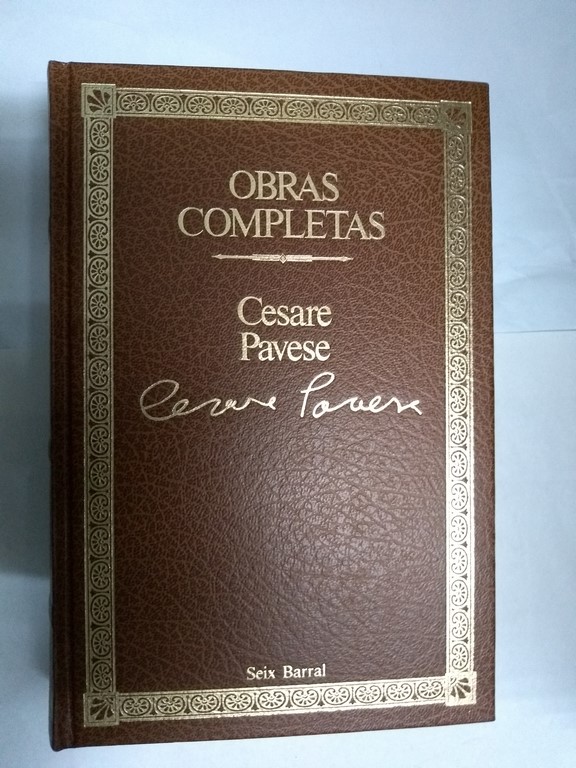 OBRAS
COMPLETAS
Cesare
Pavese
Cesare Pavese
Seix Barral